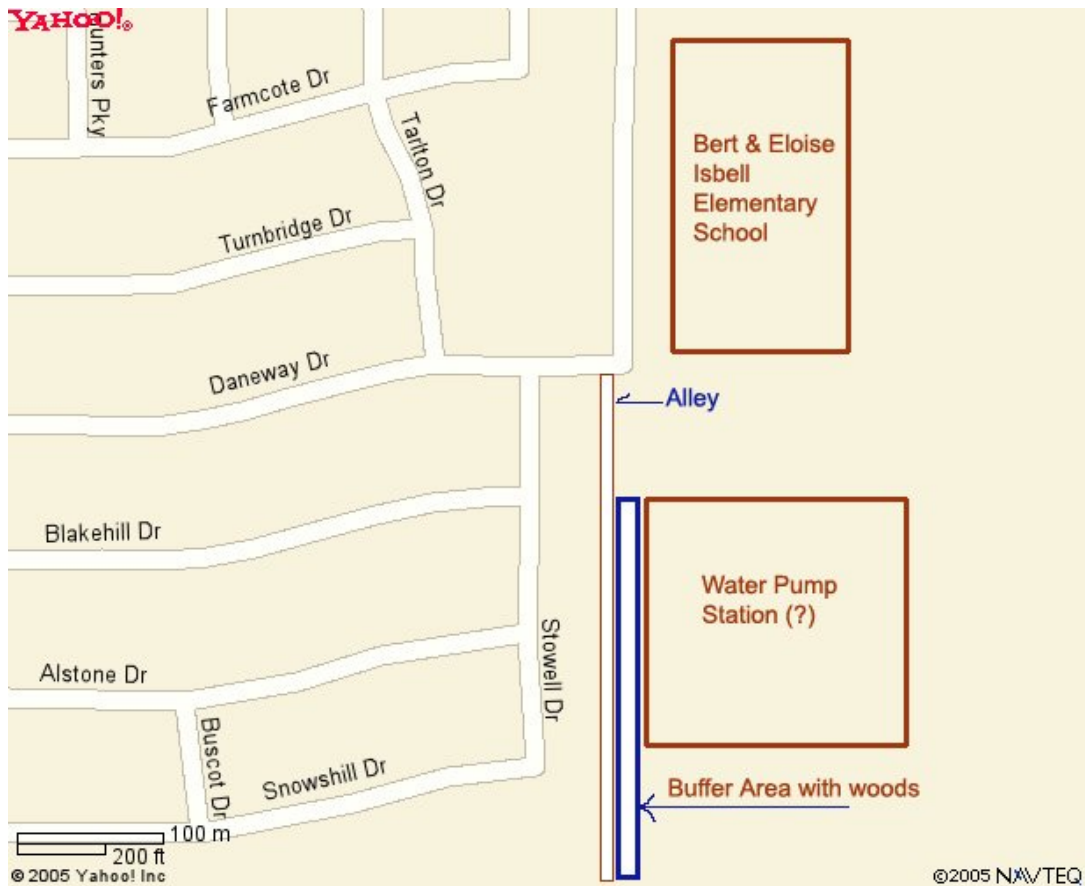 YAHOO!®
unters Pky
Farmcote Dr
Tarlton Dr
Bert & Eloise
Isbell
Elementary
School
Turnbridge Dr
Daneway Dr
Alley
Blakehill Dr
Water Pump
Station (?)
Stowell Dr
Alstone Dr
Buscot Dr
Snowshill Dr
Buffer Area with woods
100 m
200 ft
©2005 Yahoo! Inc
©2005 NAVTEQ